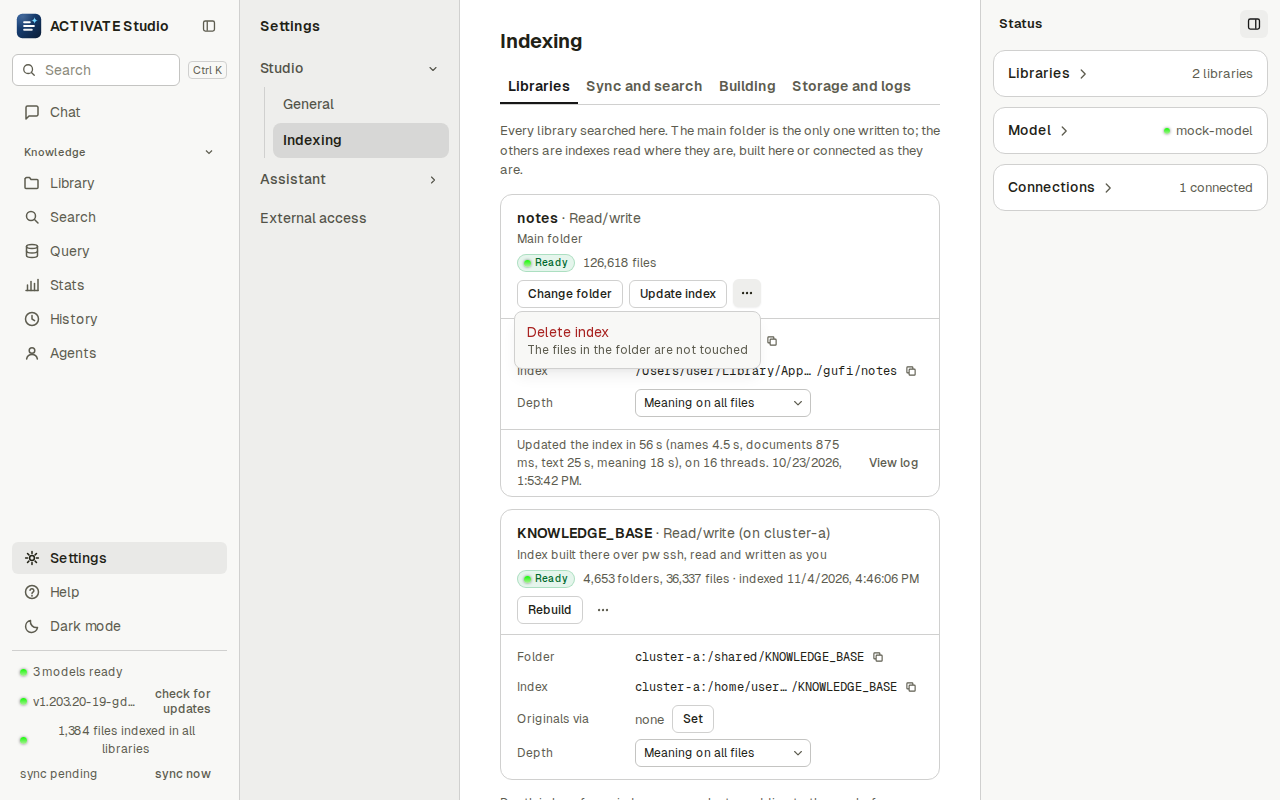 ACTIVATE Studio
Search
Ctrl K
Chat
Knowledge
Library
Search
Query
Stats
History
Agents
Settings
Help
Dark mode
3 models ready
v1.203.20-19-gd…
check for updates
1,384 files indexed in all libraries
sync pending
sync now
Settings
Studio
General
Indexing
Assistant
External access
Indexing
Libraries
Sync and search
Building
Storage and logs
Every library searched here. The main folder is the only one written to; the
others are indexes read where they are, built here or connected as they
are.
notes · Read/write
Main folder
Ready
126,618 files
Change folder
Update index
Delete index
The files in the folder are not touched
Index
/Users/user/Library/App… /gufi/notes
Depth
Meaning on all files
Updated the index in 56 s (names 4.5 s, documents 875
ms, text 25 s, meaning 18 s), on 16 threads. 10/23/2026,
1:53:42 PM.
View log
KNOWLEDGE_BASE · Read/write (on cluster-a)
Index built there over pw ssh, read and written as you
Ready
4,653 folders, 36,337 files · indexed 11/4/2026, 4:46:06 PM
Rebuild
Folder
cluster-a:/shared/KNOWLEDGE_BASE
Index
cluster-a:/home/user… /KNOWLEDGE_BASE
Originals via
none
Set
Depth
Meaning on all files
Status
Libraries
2 libraries
Model
mock-model
Connections
1 connected